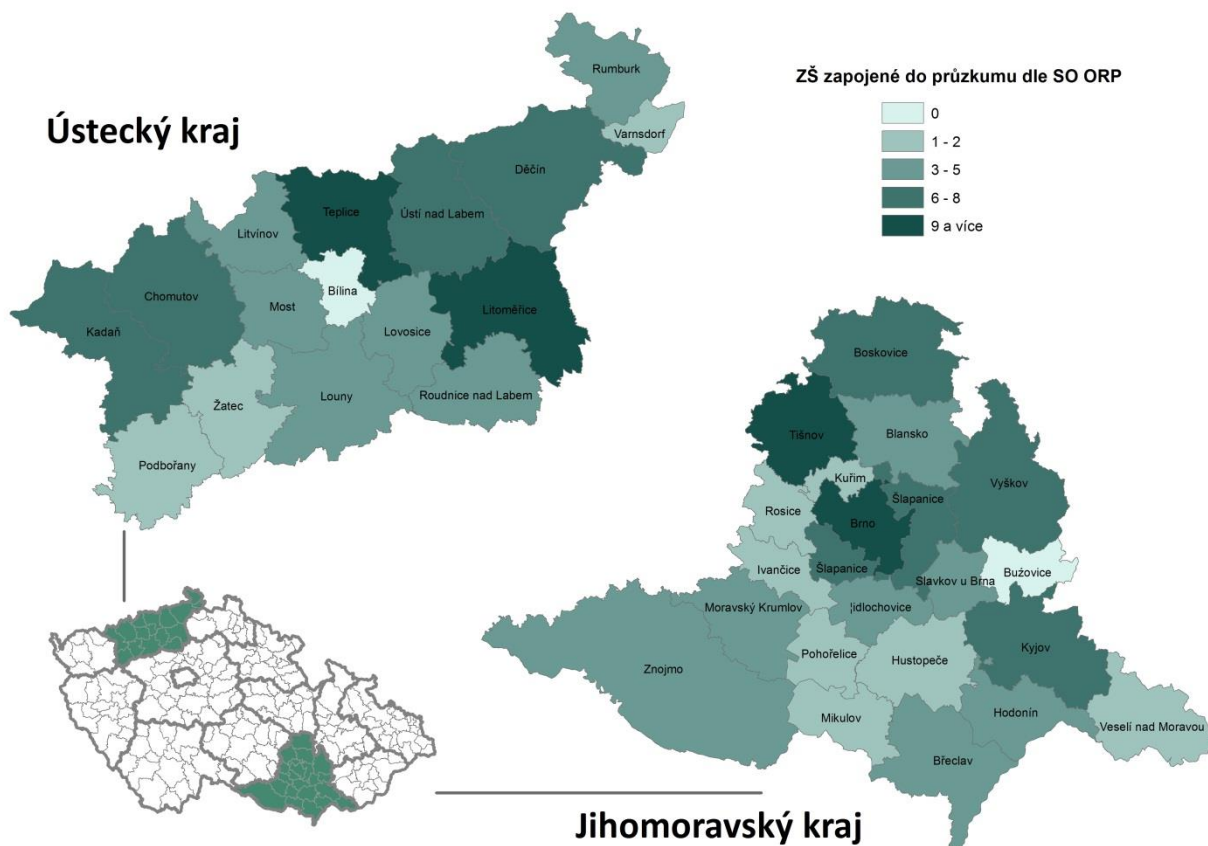 Ústecký kraj
ZŠ zapojené do průzkumu dle SO ORP
0
1 - 2
3 - 5
6 - 8
9 a více
Rumburk
Varnsdorf
Děčín
Teplice
Ústí nad Labem
Litvínov
Bílina
Chomutov
Most
Litoměřice
Kadaň
Lovosice
Žatec
Louny
Roudnice nad Labem
Podbořany
Boskovice
Tišnov
Blansko
Kuřim
Vyškov
Šlapanice
Rosice
Brno
Ivančice
Šlapanice
Slavkov u Brna
Bužovice
Moravský Krumlov
Židlochovice
Pohořelice
Hustopeče
Kyjov
Znojmo
Mikulov
Hodonín
Veselí nad Moravou
Břeclav
Jihomoravský kraj